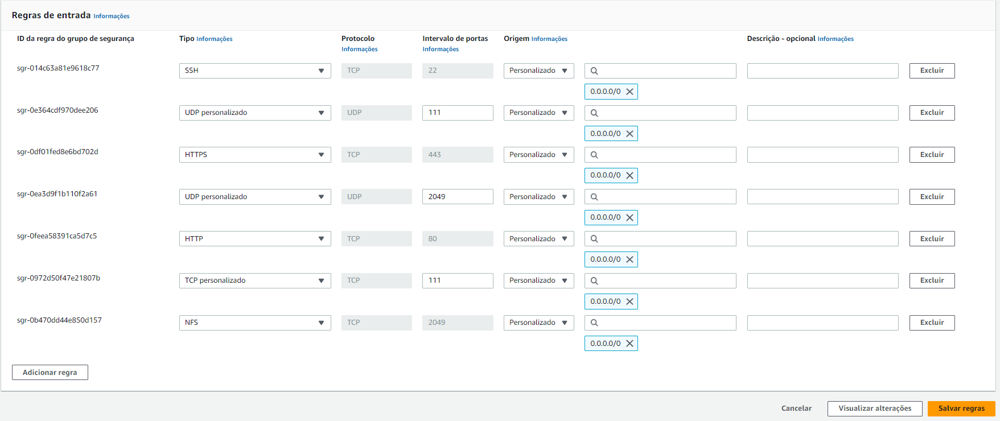 Regras de entrada Informações
ID da regra do grupo de segurança Tipo Informações Protocolo Informações Intervalo de portas Informações Origem Informações Descrição - opcional Informações
sgr-014c63a81e9618c77 SSH TCP 22 Personalizado Excluir
0.0.0.0/0
sgr-0e364cdf970dee206 UDP personalizado UDP 111 Personalizado Excluir
0.0.0.0/0
sgr-0df01fed8e6bd702d HTTPS TCP 443 Personalizado Excluir
0.0.0.0/0
sgr-0ea3d9f1b110f2a61 UDP personalizado UDP 2049 Personalizado Excluir
0.0.0.0/0
sgr-0feea58391ca5d7c5 HTTP TCP 80 Personalizado Excluir
0.0.0.0/0
sgr-0972d50f47e21807b TCP personalizado TCP 111 Personalizado Excluir
0.0.0.0/0
sgr-0b470dd44e850d157 NFS TCP 2049 Personalizado Excluir
0.0.0.0/0
Adicionar regra
Cancelar Visualizar alterações Salvar regras